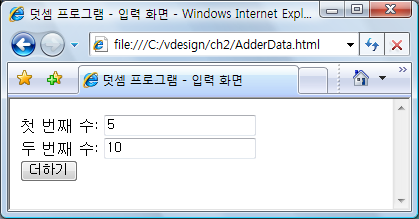 덧셈 프로그램 - 입력 화면 - Windows Internet Expl...
file:///C:/vdesign/ch2/AdderData.html
덧셈 프로그램 - 입력 화면
첫 번째 수: 5
두 번째 수: 10
더하기